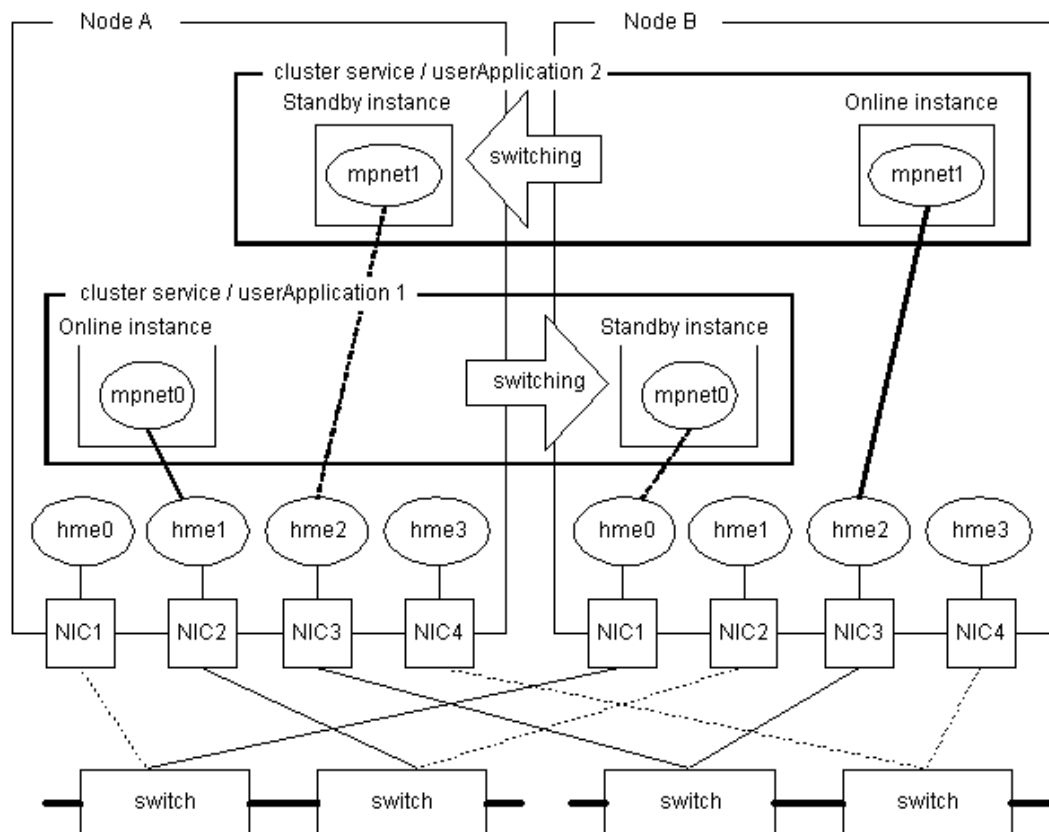 Node A
Node B
cluster service / userApplication 2
Standby instance
Online instance
mpnet1
switching
mpnet1
cluster service / userApplication 1
Online instance
Standby instance
mpnet0
switching
mpnet0
hme0
hme1
hme2
hme3
hme0
hme1
hme2
hme3
NIC1
NIC2
NIC3
NIC4
NIC1
NIC2
NIC3
NIC4
switch
switch
switch
switch